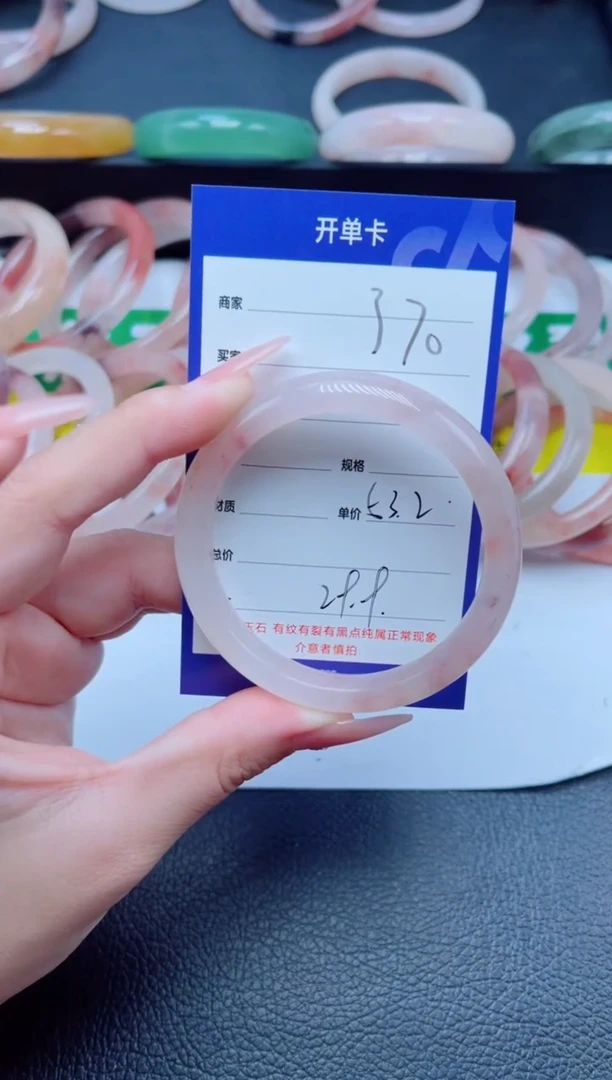 开单卡
商家 370
买家
规格
材质 单价 53.2
总价
玉石 有纹有裂有黑点纯属正常现象
介意者慎拍